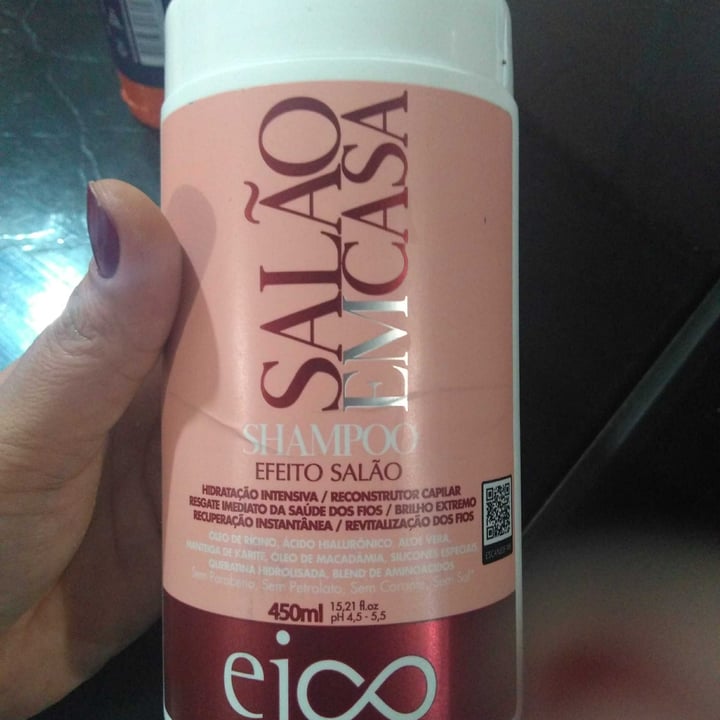 SALÃO
EM CASA
SHAMPOO
EFEITO SALÃO
HIDRATAÇÃO INTENSIVA / RECONSTRUTOR CAPILAR
RESGATE IMEDIATO DA SAÚDE DOS FIOS / BRILHO EXTREMO
RECUPERAÇÃO INSTANTÂNEA / REVITALIZAÇÃO DOS FIOS
ÓLEO DE RÍCINO, ÁCIDO HIALURÔNICO, ALOE VERA,
MANTEGA DE KARITE, ÓLEO DE MACADÂMIA, SILICONES ESPECIAIS
QUERATINA HIDROLISADA, BLEND DE AMINOÁCIDOS
Sem Parabeno, Sem Petrolato, Sem Corante, Sem Sal
450ml
15,21 fl.oz
pH 4,5 - 5,5